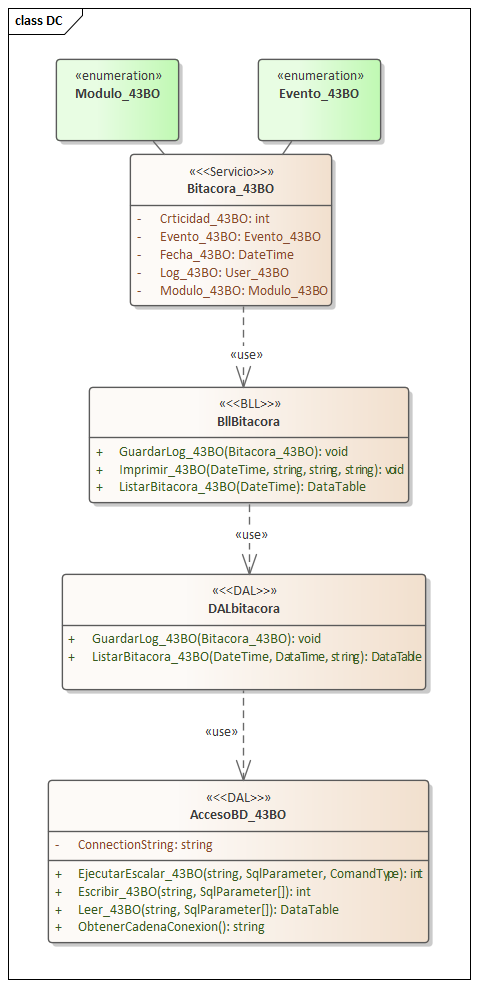 class DC
«enumeration»
Modulo_43BO
«enumeration»
Evento_43BO
«<<Servicio>>»
Bitacora_43BO
- Crticidad_43BO: int
- Evento_43BO: Evento_43BO
- Fecha_43BO: DateTime
- Log_43BO: User_43BO
- Modulo_43BO: Modulo_43BO
«use»
«<<BLL>>»
BllBitacora
+ GuardarLog_43BO(Bitacora_43BO): void
+ Imprimir_43BO(DateTime, string, string, string): void
+ ListarBitacora_43BO(DateTime): DataTable
«use»
«<<DAL>>»
DALbitacora
+ GuardarLog_43BO(Bitacora_43BO): void
+ ListarBitacora_43BO(DateTime, DataTime, string): DataTable
«use»
«<<DAL>>»
AccesoBD_43BO
- ConnectionString: string
+ EjecutarEscalar_43BO(string, SqlParameter, ComandType): int
+ Escribir_43BO(string, SqlParameter[]): int
+ Leer_43BO(string, SqlParameter[]): DataTable
+ ObtenerCadenaConexion(): string